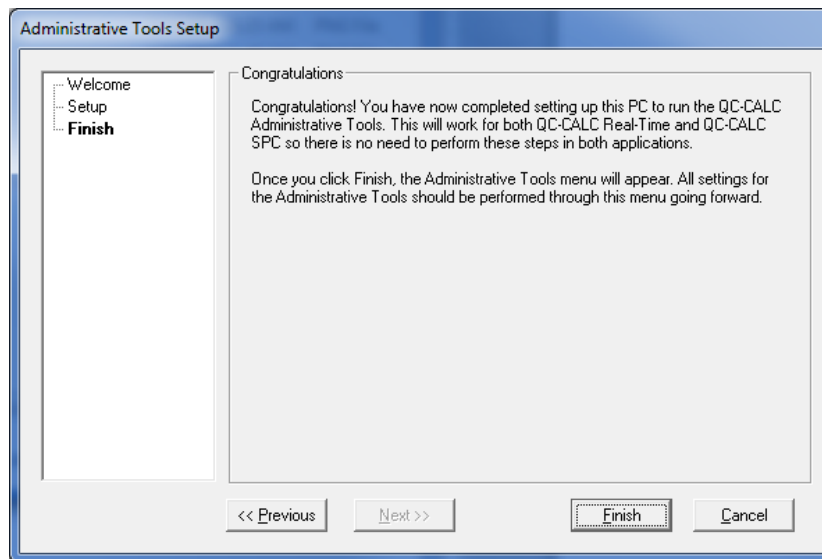 Administrative Tools Setup
Welcome
Setup
Finish
Congratulations
Congratulations! You have now completed setting up this PC to run the QC-CALC
Administrative Tools. This will work for both QC-CALC Real-Time and QC-CALC
SPC so there is no need to perform these steps in both applications.
Once you click Finish, the Administrative Tools menu will appear. All settings for
the Administrative Tools should be performed through this menu going forward.
<< Previous
Next >>
Finish
Cancel